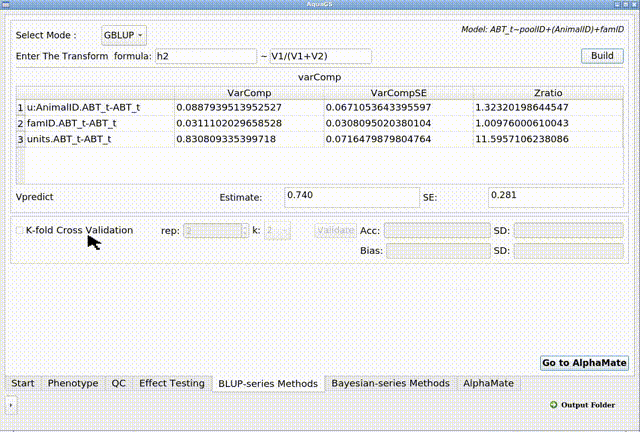 AquaGS
Select Mode : GBLUP
Model: ABT_t~poolID+(AnimalID)+famID
Enter The Transform formula: h2 ~ V1/(V1+V2) Build
varComp
VarComp VarCompSE Zratio
1 u:AnimalID.ABT_t-ABT_t 0.0887939513952527 0.0671053643395597 1.32320198644547
2 famID.ABT_t-ABT_t 0.0311102029658528 0.0308095020380104 1.00976000610043
3 units.ABT_t-ABT_t 0.830809335399718 0.0716479879804764 11.5957106238086
Vpredict Estimate: 0.740 SE: 0.281
K-fold Cross Validation rep: 2 k: 2 Validate Acc: SD:
Bias: SD:
Go to AlphaMate
Start Phenotype QC Effect Testing BLUP-series Methods Bayesian-series Methods AlphaMate
Output Folder